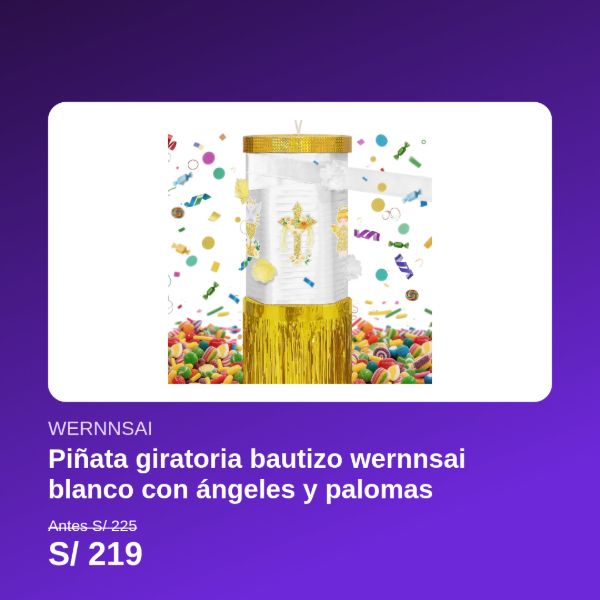 WERNNSAI
Piñata giratoria bautizo wernnsai
blanco con ángeles y palomas
Antes S/ 225
S/ 219